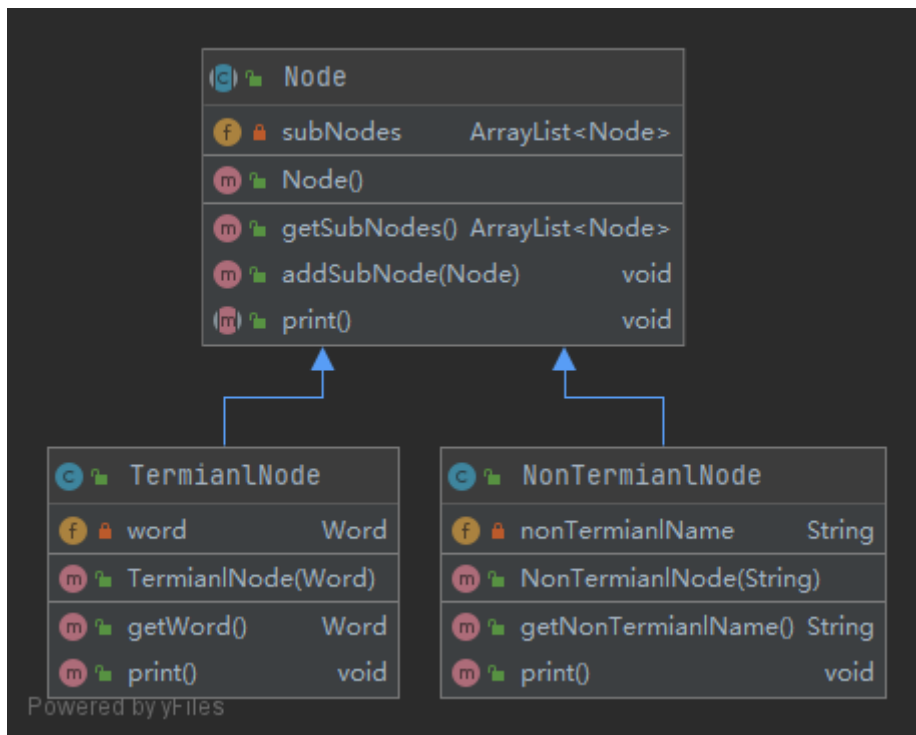 Node
subNodes ArrayList<Node>
Node()
getSubNodes() ArrayList<Node>
addSubNode(Node) void
print() void
TermianlNode
word Word
TermianlNode(Word)
getWord() Word
print() void
NonTermianlNode
nonTermianlName String
NonTermianlNode(String)
getNonTermianlName() String
print() void
Powered by yFiles